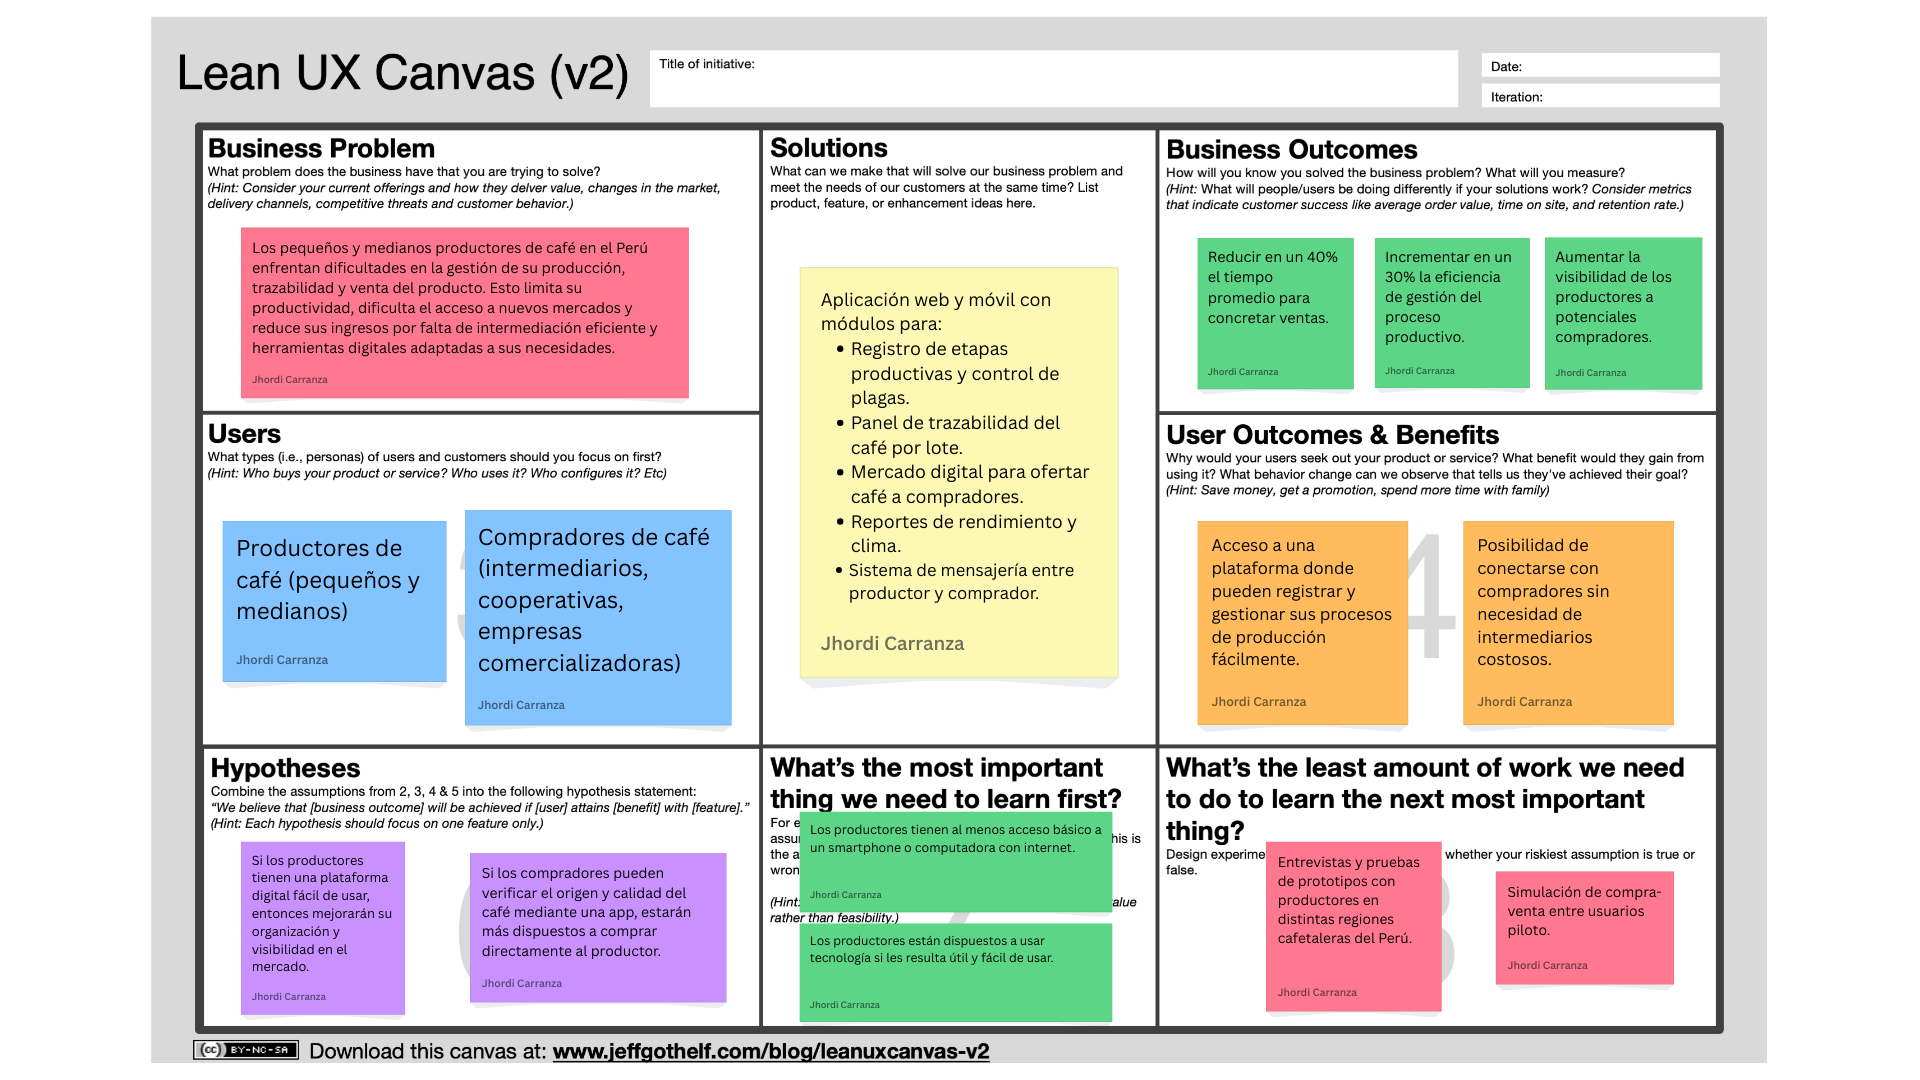 Lean UX Canvas (v2)
Title of initiative:
Date:
Iteration:
Business Problem
What problem does the business have that you are trying to solve?
(Hint: Consider your current offerings and how they delver value, changes in the market,
delivery channels, competitive threats and customer behavior.)
Los pequeños y medianos productores de café en el Perú
enfrentan dificultades en la gestión de su producción,
trazabilidad y venta del producto. Esto limita su
productividad, dificulta el acceso a nuevos mercados y
reduce sus ingresos por falta de intermediación eficiente y
herramientas digitales adaptadas a sus necesidades.
Jhordi Carranza
Solutions
What can we make that will solve our business problem and
meet the needs of our customers at the same time? List
product, feature, or enhancement ideas here.
Aplicación web y móvil con
módulos para:
• Registro de etapas
productivas y control de
plagas.
• Panel de trazabilidad del
café por lote.
• Mercado digital para ofertar
café a compradores.
• Reportes de rendimiento y
clima.
• Sistema de mensajería entre
productor y comprador.
Jhordi Carranza
Business Outcomes
How will you know you solved the business problem? What will you measure?
(Hint: What will people/users be doing differently if your solutions work? Consider metrics
that indicate customer success like average order value, time on site, and retention rate.)
Reducir en un 40%
el tiempo
promedio para
concretar ventas.
Jhordi Carranza
Incrementar en un
30% la eficiencia
de gestión del
proceso
productivo.
Jhordi Carranza
Aumentar la
visibilidad de los
productores a
potenciales
compradores.
Jhordi Carranza
Users
What types (i.e., personas) of users and customers should you focus on first?
(Hint: Who buys your product or service? Who uses it? Who configures it? Etc)
Productores de
café (pequeños y
medianos)
Jhordi Carranza
Compradores de café
(intermediarios,
cooperativas,
empresas
comercializadoras)
Jhordi Carranza
User Outcomes & Benefits
Why would your users seek out your product or service? What benefit would they gain from
using it? What behavior change can we observe that tells us they've achieved their goal?
(Hint: Save money, get a promotion, spend more time with family)
Acceso a una
plataforma donde
pueden registrar y
gestionar sus procesos
de producción
fácilmente.
Jhordi Carranza
4
Posibilidad de
conectarse con
compradores sin
necesidad de
intermediarios
costosos.
Jhordi Carranza
Hypotheses
Combine the assumptions from 2, 3, 4 & 5 into the following hypothesis statement:
“We believe that [business outcome] will be achieved if [user] attains [benefit] with [feature].”
(Hint: Each hypothesis should focus on one feature only.)
Si los productores
tienen una plataforma
digital fácil de usar,
entonces mejorarán su
organización y
visibilidad en el
mercado.
Jhordi Carranza
Si los compradores pueden
verificar el origen y calidad del
café mediante una app, estarán
más dispuestos a comprar
directamente al productor.
Jhordi Carranza
What’s the most important
thing we need to learn first?
For
is
the
(Hint:
rather than feasibility.)
Los productores tienen al menos acceso básico a
un smartphone o computadora con internet.
Jhordi Carranza
Los productores están dispuestos a usar
tecnología si les resulta útil y fácil de usar.
Jhordi Carranza
What’s the least amount of work we need
to do to learn the next most important
thing?
Design whether your riskiest assumption is true or
false.
Entrevistas y pruebas
de prototipos con
productores en
distintas regiones
cafetaleras del Perú.
Jhordi Carranza
Simulación de compra-
venta entre usuarios
piloto.
Jhordi Carranza
cc BY-NC-SA
Download this canvas at: www.jeffgothelf.com/blog/leanuxcanvas-v2